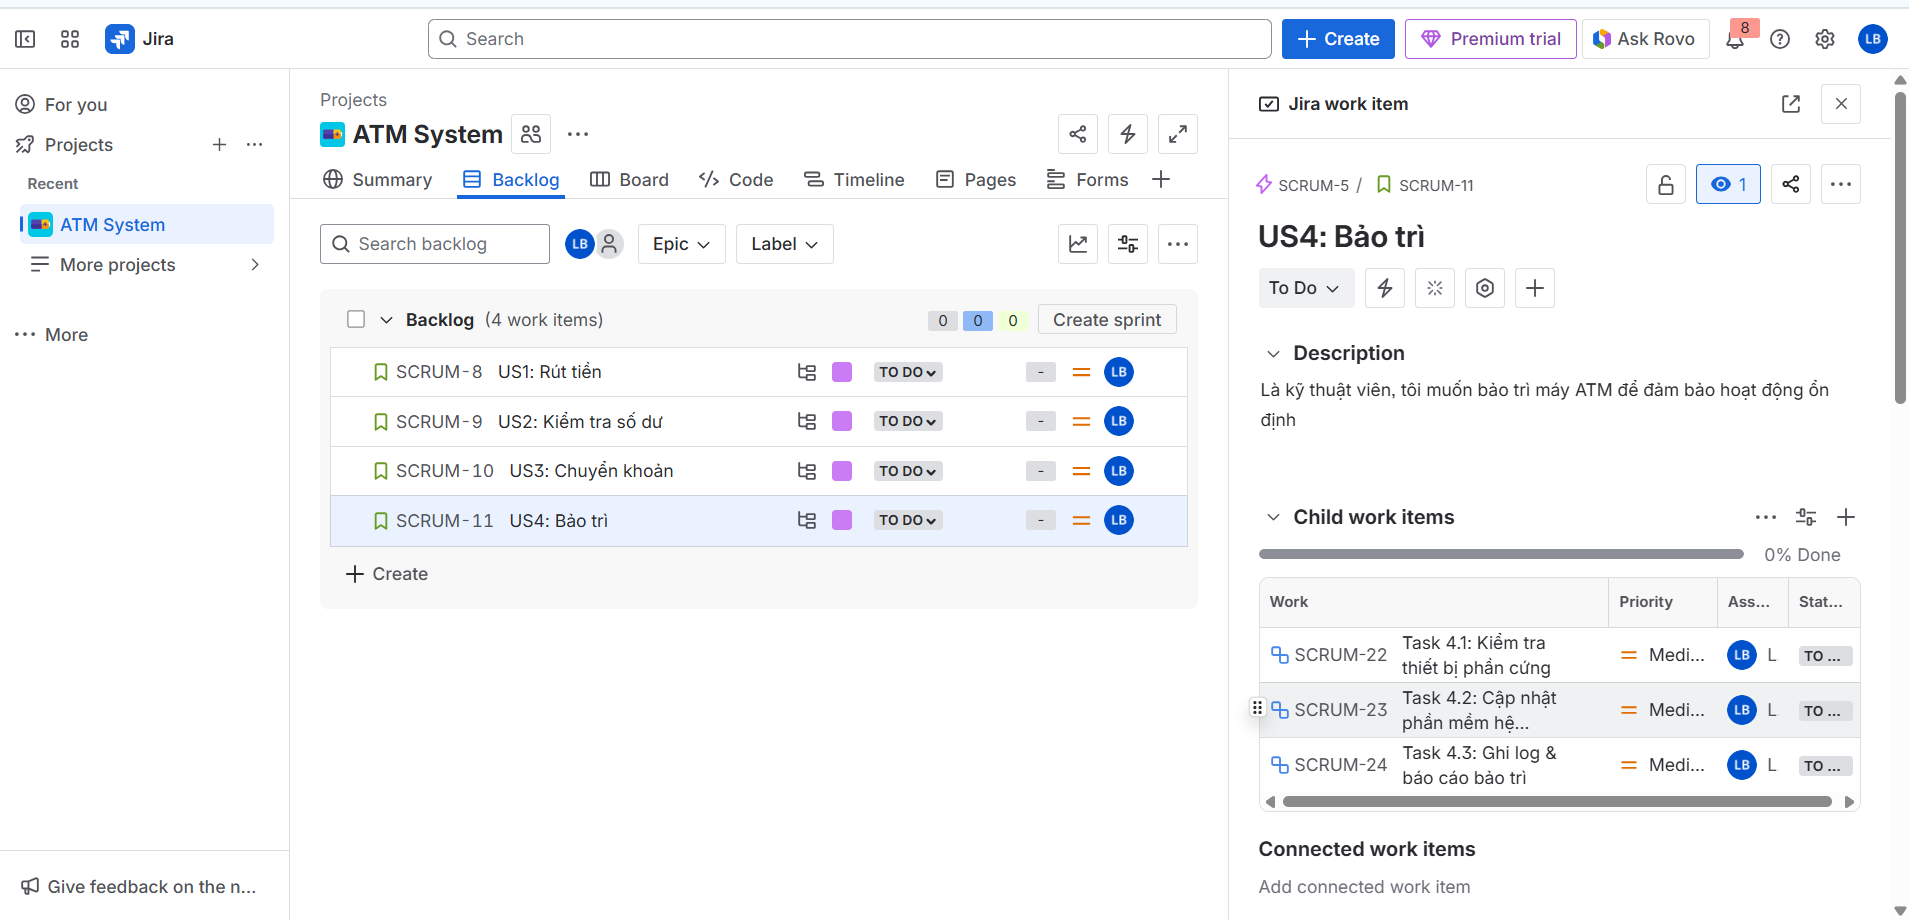 Jira
Search
Create
Premium trial
Ask Rovo
8
LB
For you
Projects
Recent
ATM System
More projects
More
Give feedback on the n...
Projects
ATM System
Summary
Backlog
Board
Code
Timeline
Pages
Forms
Search backlog
LB
Epic
Label
Backlog (4 work items)
0 0 0
Create sprint
SCRUM-8 US1: Rút tiền TO DO - LB
SCRUM-9 US2: Kiểm tra số dư TO DO - LB
SCRUM-10 US3: Chuyển khoản TO DO - LB
SCRUM-11 US4: Bảo trì TO DO - LB
Create
Jira work item
SCRUM-5 / SCRUM-11
1
US4: Bảo trì
To Do
Description
Là kỹ thuật viên, tôi muốn bảo trì máy ATM để đảm bảo hoạt động ổn
định
Child work items
0% Done
Work Priority Ass... Stat...
SCRUM-22 Task 4.1: Kiểm tra
thiết bị phần cứng
Medi... LB L. TO ...
SCRUM-23 Task 4.2: Cập nhật
phần mềm hệ...
Medi... LB L. TO ...
SCRUM-24 Task 4.3: Ghi log &
báo cáo bảo trì
Medi... LB L. TO ...
Connected work items
Add connected work item